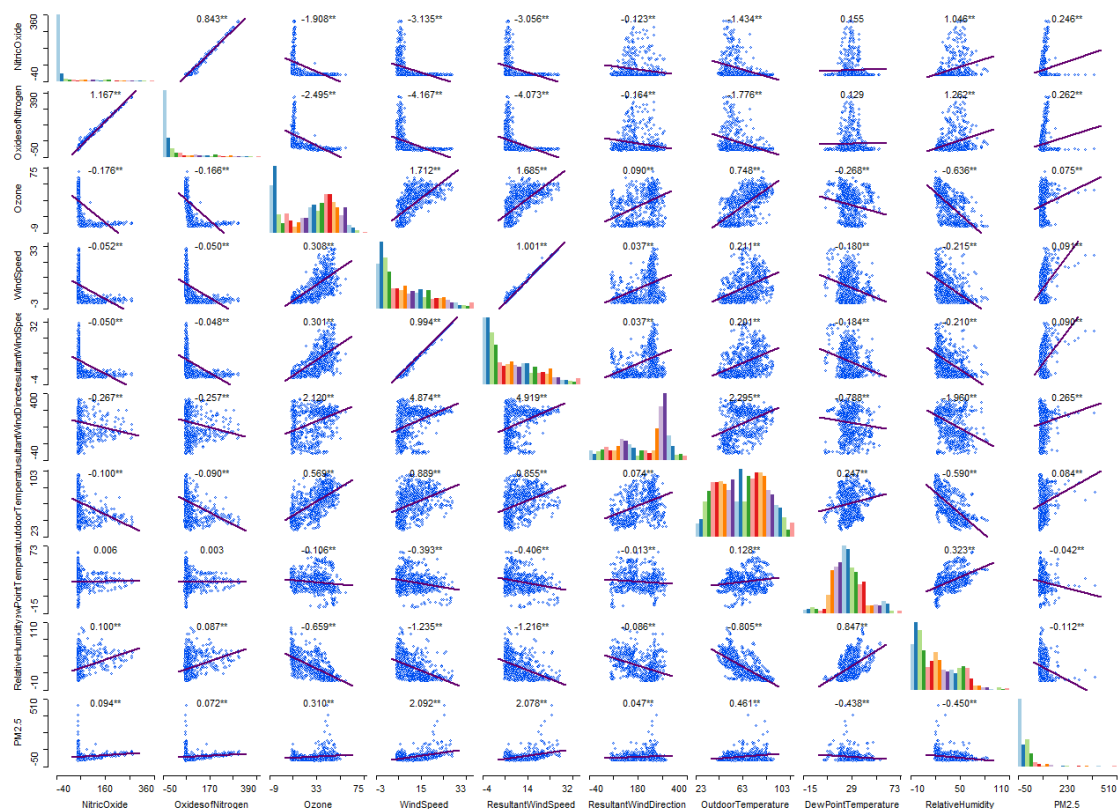 NitricOxide
360
-40
0.843** -1.908** -3.135** -3.056** -0.123** -1.434** 0.155 1.046** 0.246**
OxidesofNitrogen
390
-50
1.167** -2.495** -4.167** -4.073** -0.164** -1.776** 0.129 1.262** 0.262**
Ozone
75
-9
-0.176** -0.166** 1.712** 1.685** 0.090** 0.748** -0.268** -0.636** 0.075**
WindSpeed
33
-3
-0.052** -0.050** 0.308** 1.001** 0.037** 0.211** -0.180** -0.215** 0.091**
32
-4
-0.050** -0.048** 0.301** 0.994** 0.037** 0.201** -0.184** -0.210** 0.090**
400
-40
-0.267** -0.257** 2.120** 4.874** 4.919** 2.295** -0.788** -1.960** 0.265**
103
23
-0.100** -0.090** 0.569** 0.889** 0.855** 0.074** 0.247** -0.590** 0.084**
73
-15
0.006 0.003 -0.106** -0.393** -0.406** -0.013** 0.128** 0.323** -0.042**
RelativeHumidity
110
-10
0.100** 0.087** -0.659** -1.235** -1.216** -0.086** -0.805** 0.847** -0.112**
PM2.5
510
-50
0.094** 0.072** 0.310** 2.092** 2.078** 0.047** 0.461** -0.438** -0.450**
-40 160 360 -50 150 390 -9 33 75 -3 15 33 -4 14 32 -40 180 400 23 63 103 -15 29 73 -10 50 110 -50 230 510
NitricOxide OxidesofNitrogen Ozone WindSpeed ResultantWindSpeed ResultantWindDirection OutdoorTemperature DewPointTemperature RelativeHumidity PM2.5